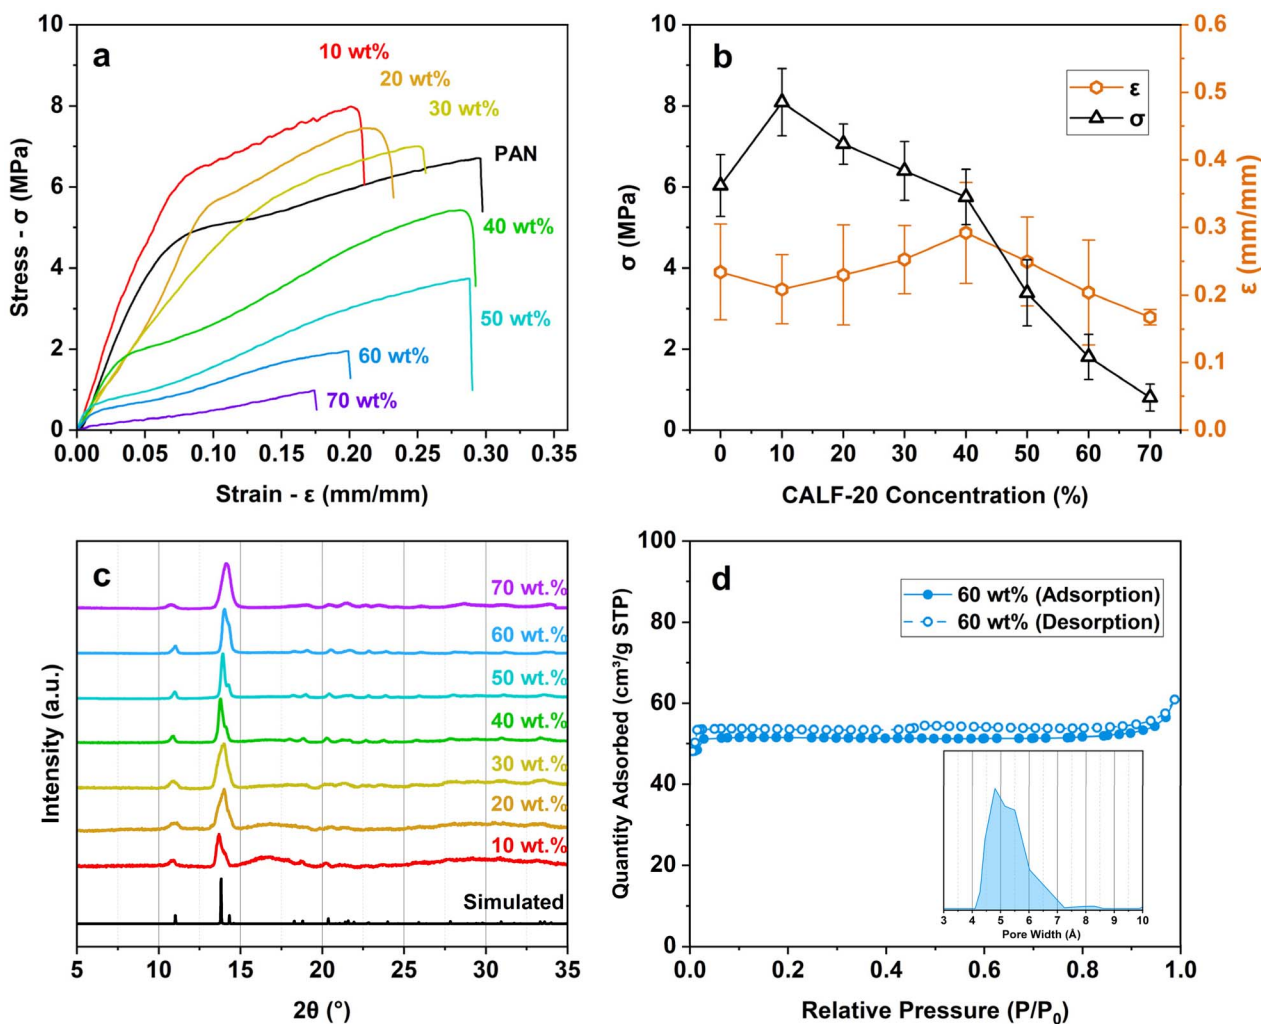 a
10 wt%
20 wt%
30 wt%
PAN
40 wt%
50 wt%
60 wt%
70 wt%
Stress - σ (MPa)
10
8
6
4
2
0
0.00 0.05 0.10 0.15 0.20 0.25 0.30 0.35
Strain - ε (mm/mm)
b
ε
σ
σ (MPa)
10
8
6
4
2
0
0.6
0.5
0.4
0.3
0.2
0.1
0.0
ε (mm/mm)
0 10 20 30 40 50 60 70
CALF-20 Concentration (%)
c
70 wt.%
60 wt.%
50 wt.%
40 wt.%
30 wt.%
20 wt.%
10 wt.%
Simulated
Intensity (a.u.)
5 10 15 20 25 30 35
2θ (°)
d
60 wt% (Adsorption)
60 wt% (Desorption)
Quantity Adsorbed (cm³/g STP)
100
80
60
40
20
0
3 4 5 6 7 8 9 10
Pore Width (Å)
0.0 0.2 0.4 0.6 0.8 1.0
Relative Pressure (P/P₀)